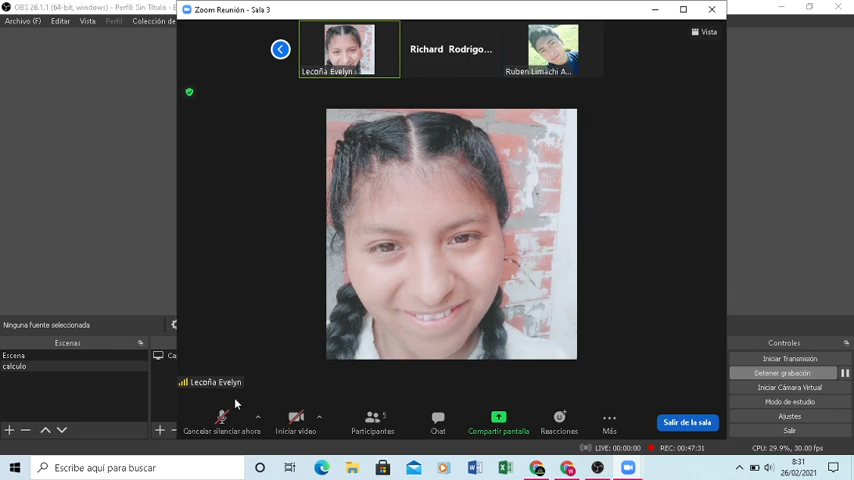 OBS 26.1.1 (64-bit, windows) - Perfil: Sin Título - E
Zoom Reunión - Sala 3
Archivo (F) Editar Vista Perfil Colección de
Vista
Lecoña Evelyn
Richard Rodrigo...
Ruben Limachi A...
Ninguna fuente seleccionada
Escenas
Escena
calculo
Cap
Lecoña Evelyn
Cancelar silenciar ahora
Iniciar video
5
Participantes
Chat
Compartir pantalla
Reacciones
Más
Salir de la sala
Controles
Iniciar Transmisión
Detener grabación
Iniciar Cámara Virtual
Modo de estudio
Ajustes
Salir
LIVE: 00:00:00 REC: 00:47:31 CPU: 29.9%, 30.00 fps
Escribe aquí para buscar
8:31
26/02/2021